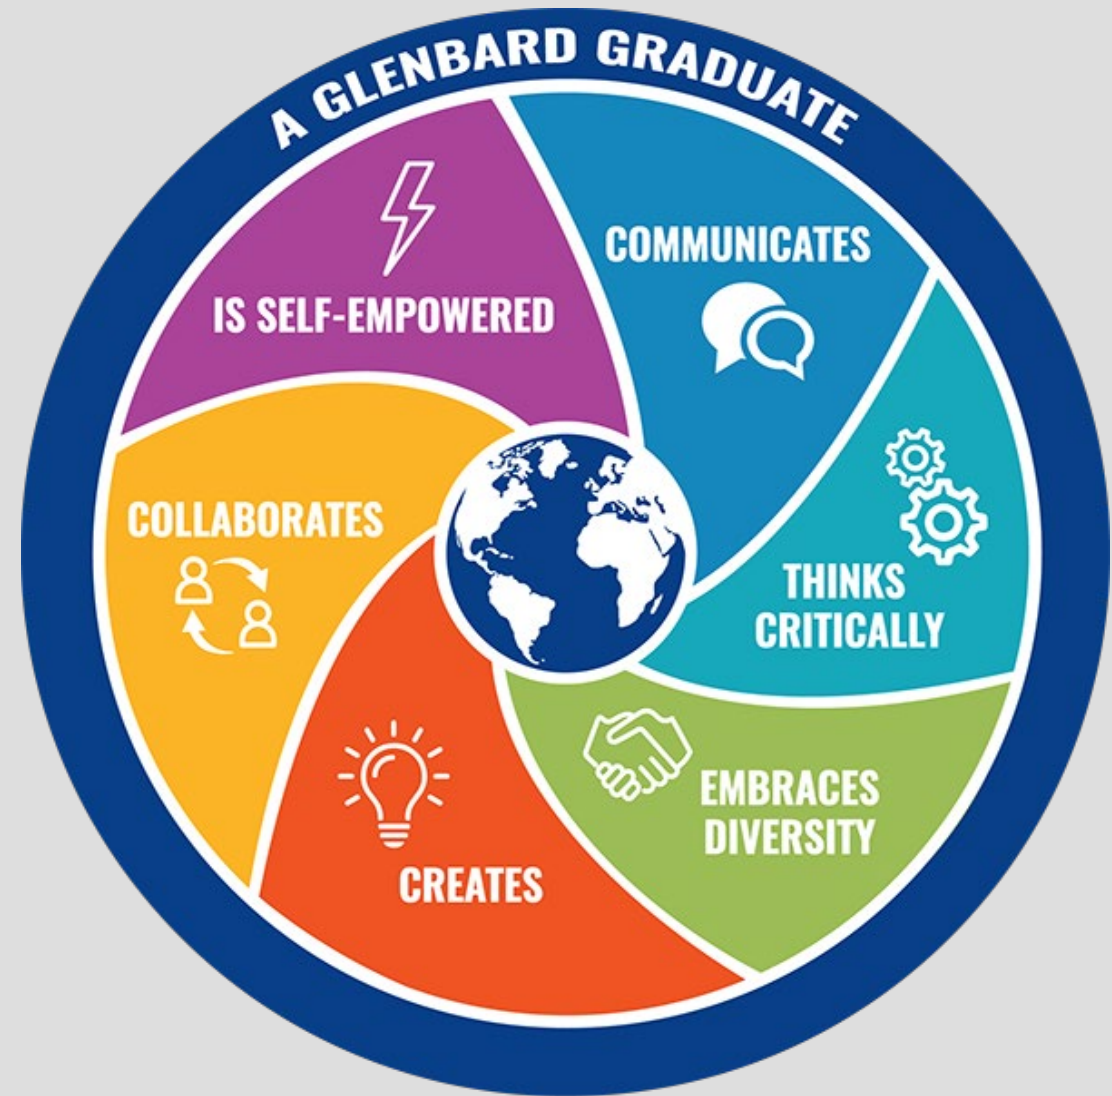 A GLENBARD GRADUATE
IS SELF-EMPOWERED
COMMUNICATES
THINKS
CRITICALLY
EMBRACES
DIVERSITY
CREATES
COLLABORATES